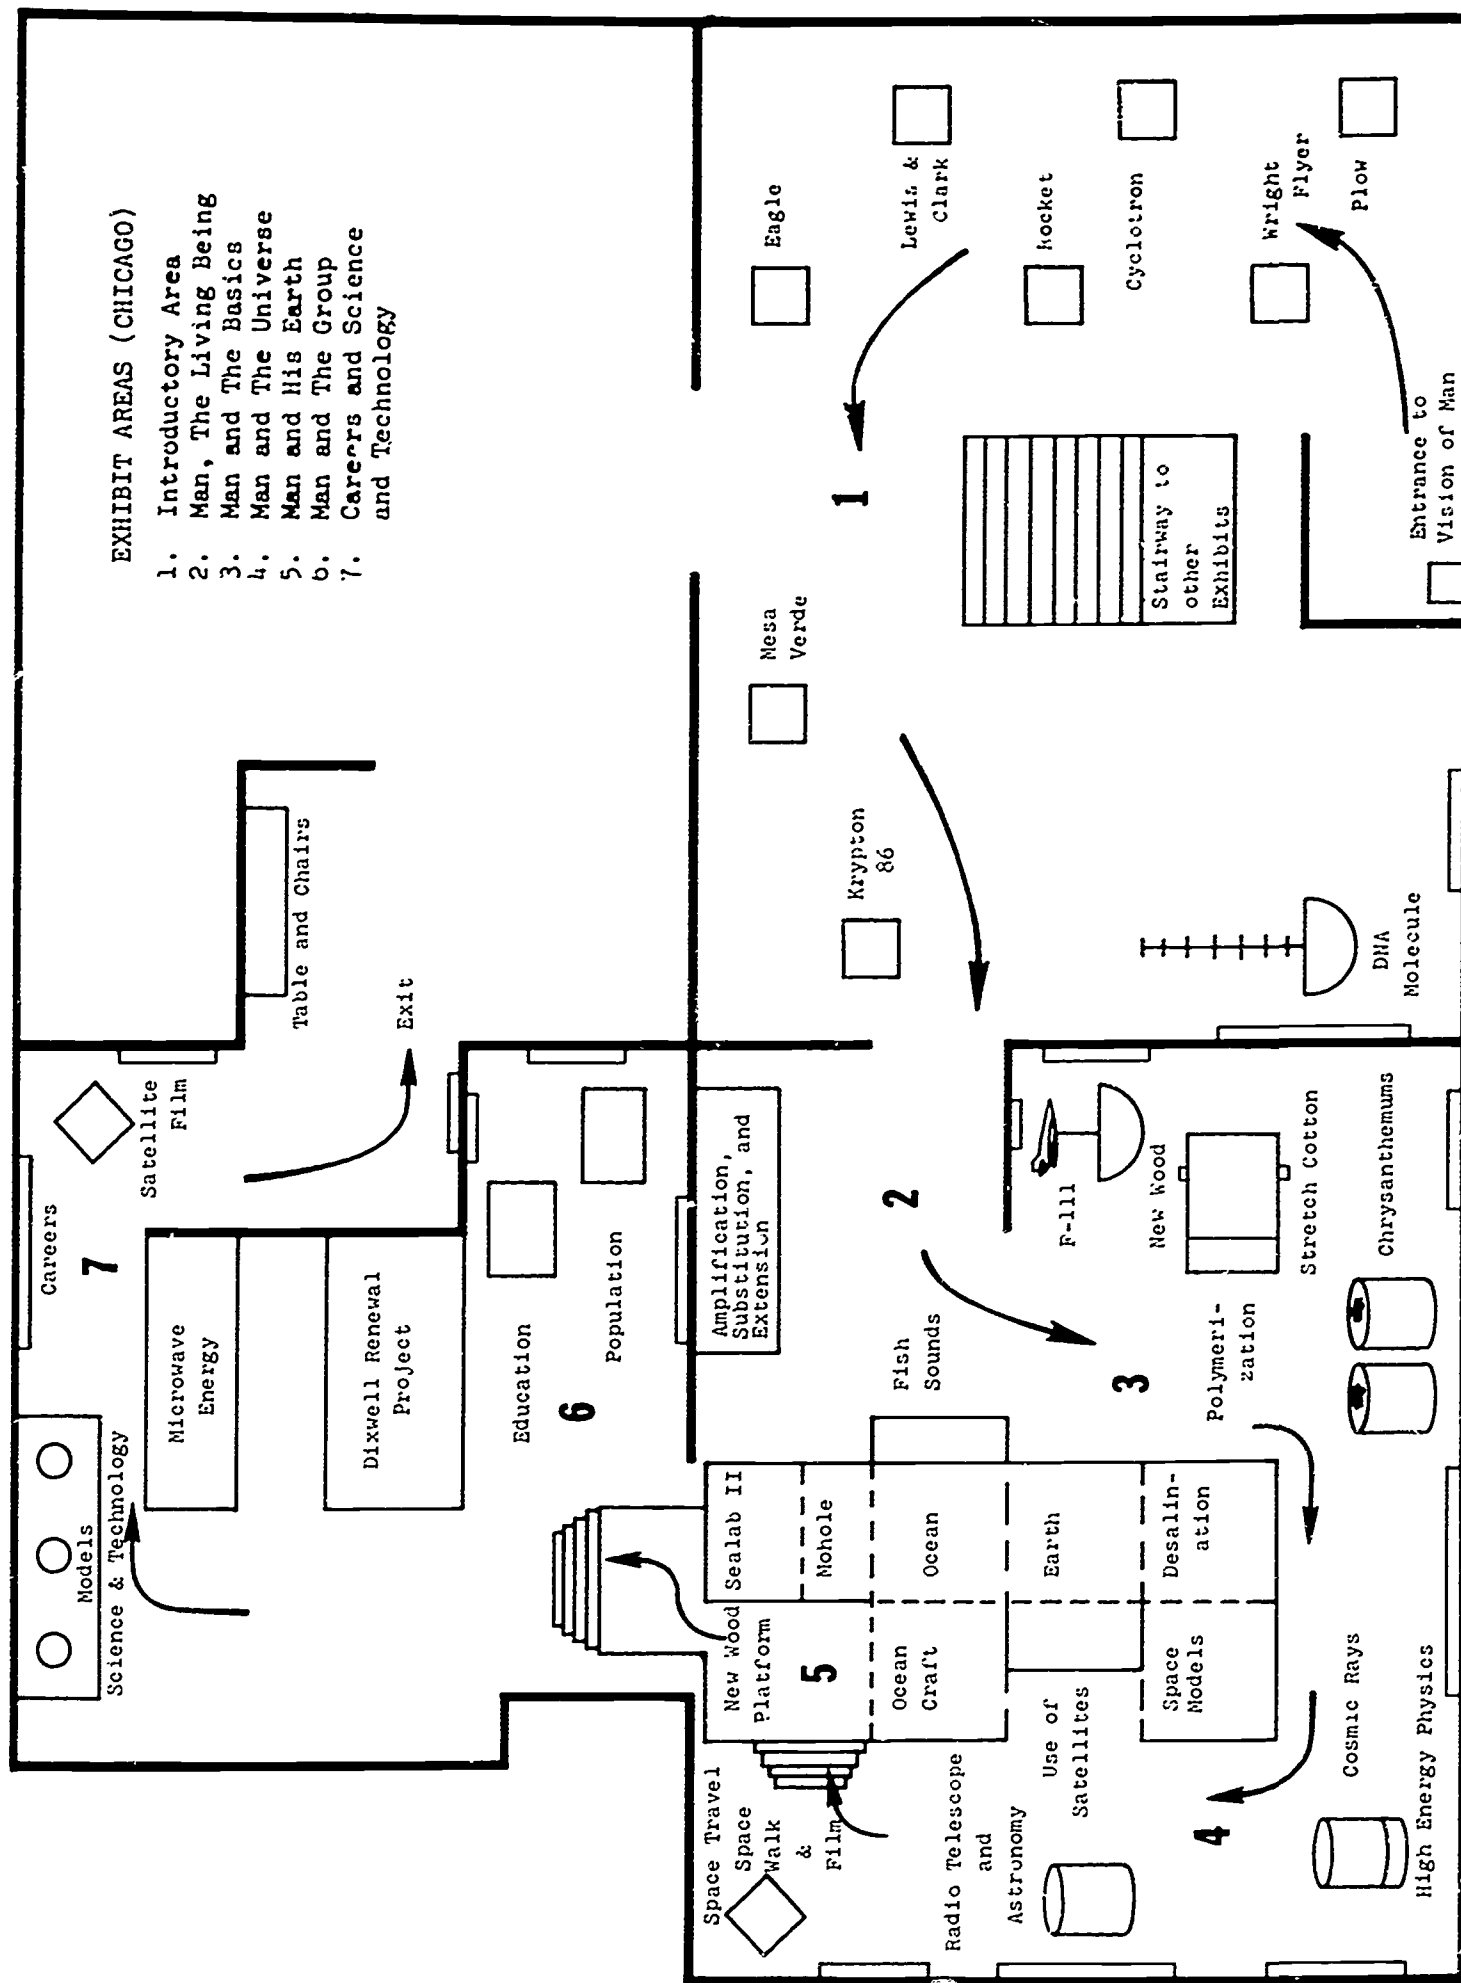 EXHIBIT AREAS (CHICAGO)
1. Introductory Area
2. Man, The Living Being
3. Man and The Basics
4. Man and The Universe
5. Man and His Earth
6. Man and The Group
7. Careers and Science
and Technology
Careers
7
Satellite
Film
Models
Science & Technology
Microwave
Energy
Dixwell Renewal
Project
Exit
Table and Chairs
Education
6
Population
Space Travel
Space
Walk
&
Film
New Wood
Platform
5
Sealab II
Mohole
Ocean
Craft
Ocean
Earth
Desalin-
ation
Space
Models
Use of
Satellites
Radio Telescope
and
Astronomy
4
Cosmic Rays
High Energy Physics
Amplification,
Substitution, and
Extension
Fish
Sounds
2
3
Polymeri-
zation
F-111
New Wood
Stretch Cotton
Chrysanthemums
Krypton
86
DNA
Molecule
Mesa
Verde
1
Stairway to
other
Exhibits
Eagle
Lewis &
Clark
Rocket
Cyclotron
Wright
Flyer
Plow
Entrance to
Vision of Man